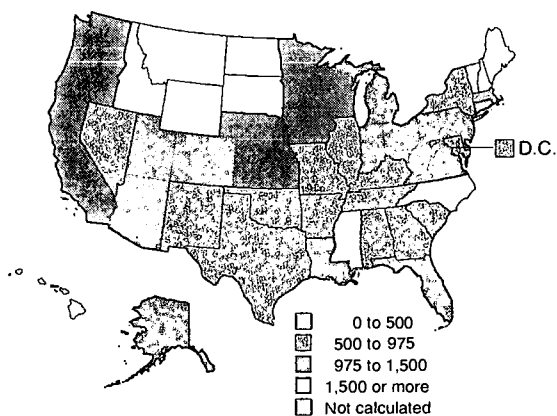 D.C.
0 to 500
500 to 975
975 to 1,500
1,500 or more
Not calculated